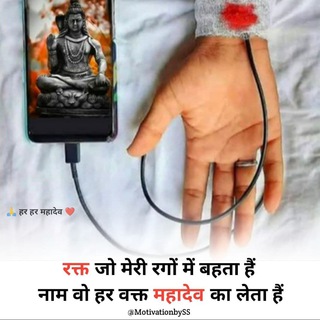 🙏 हर हर महादेव ❤️
रक्त जो मेरी रगों में बहता हैं
नाम वो हर वक्त महादेव का लेता हैं
@MotivationbySS